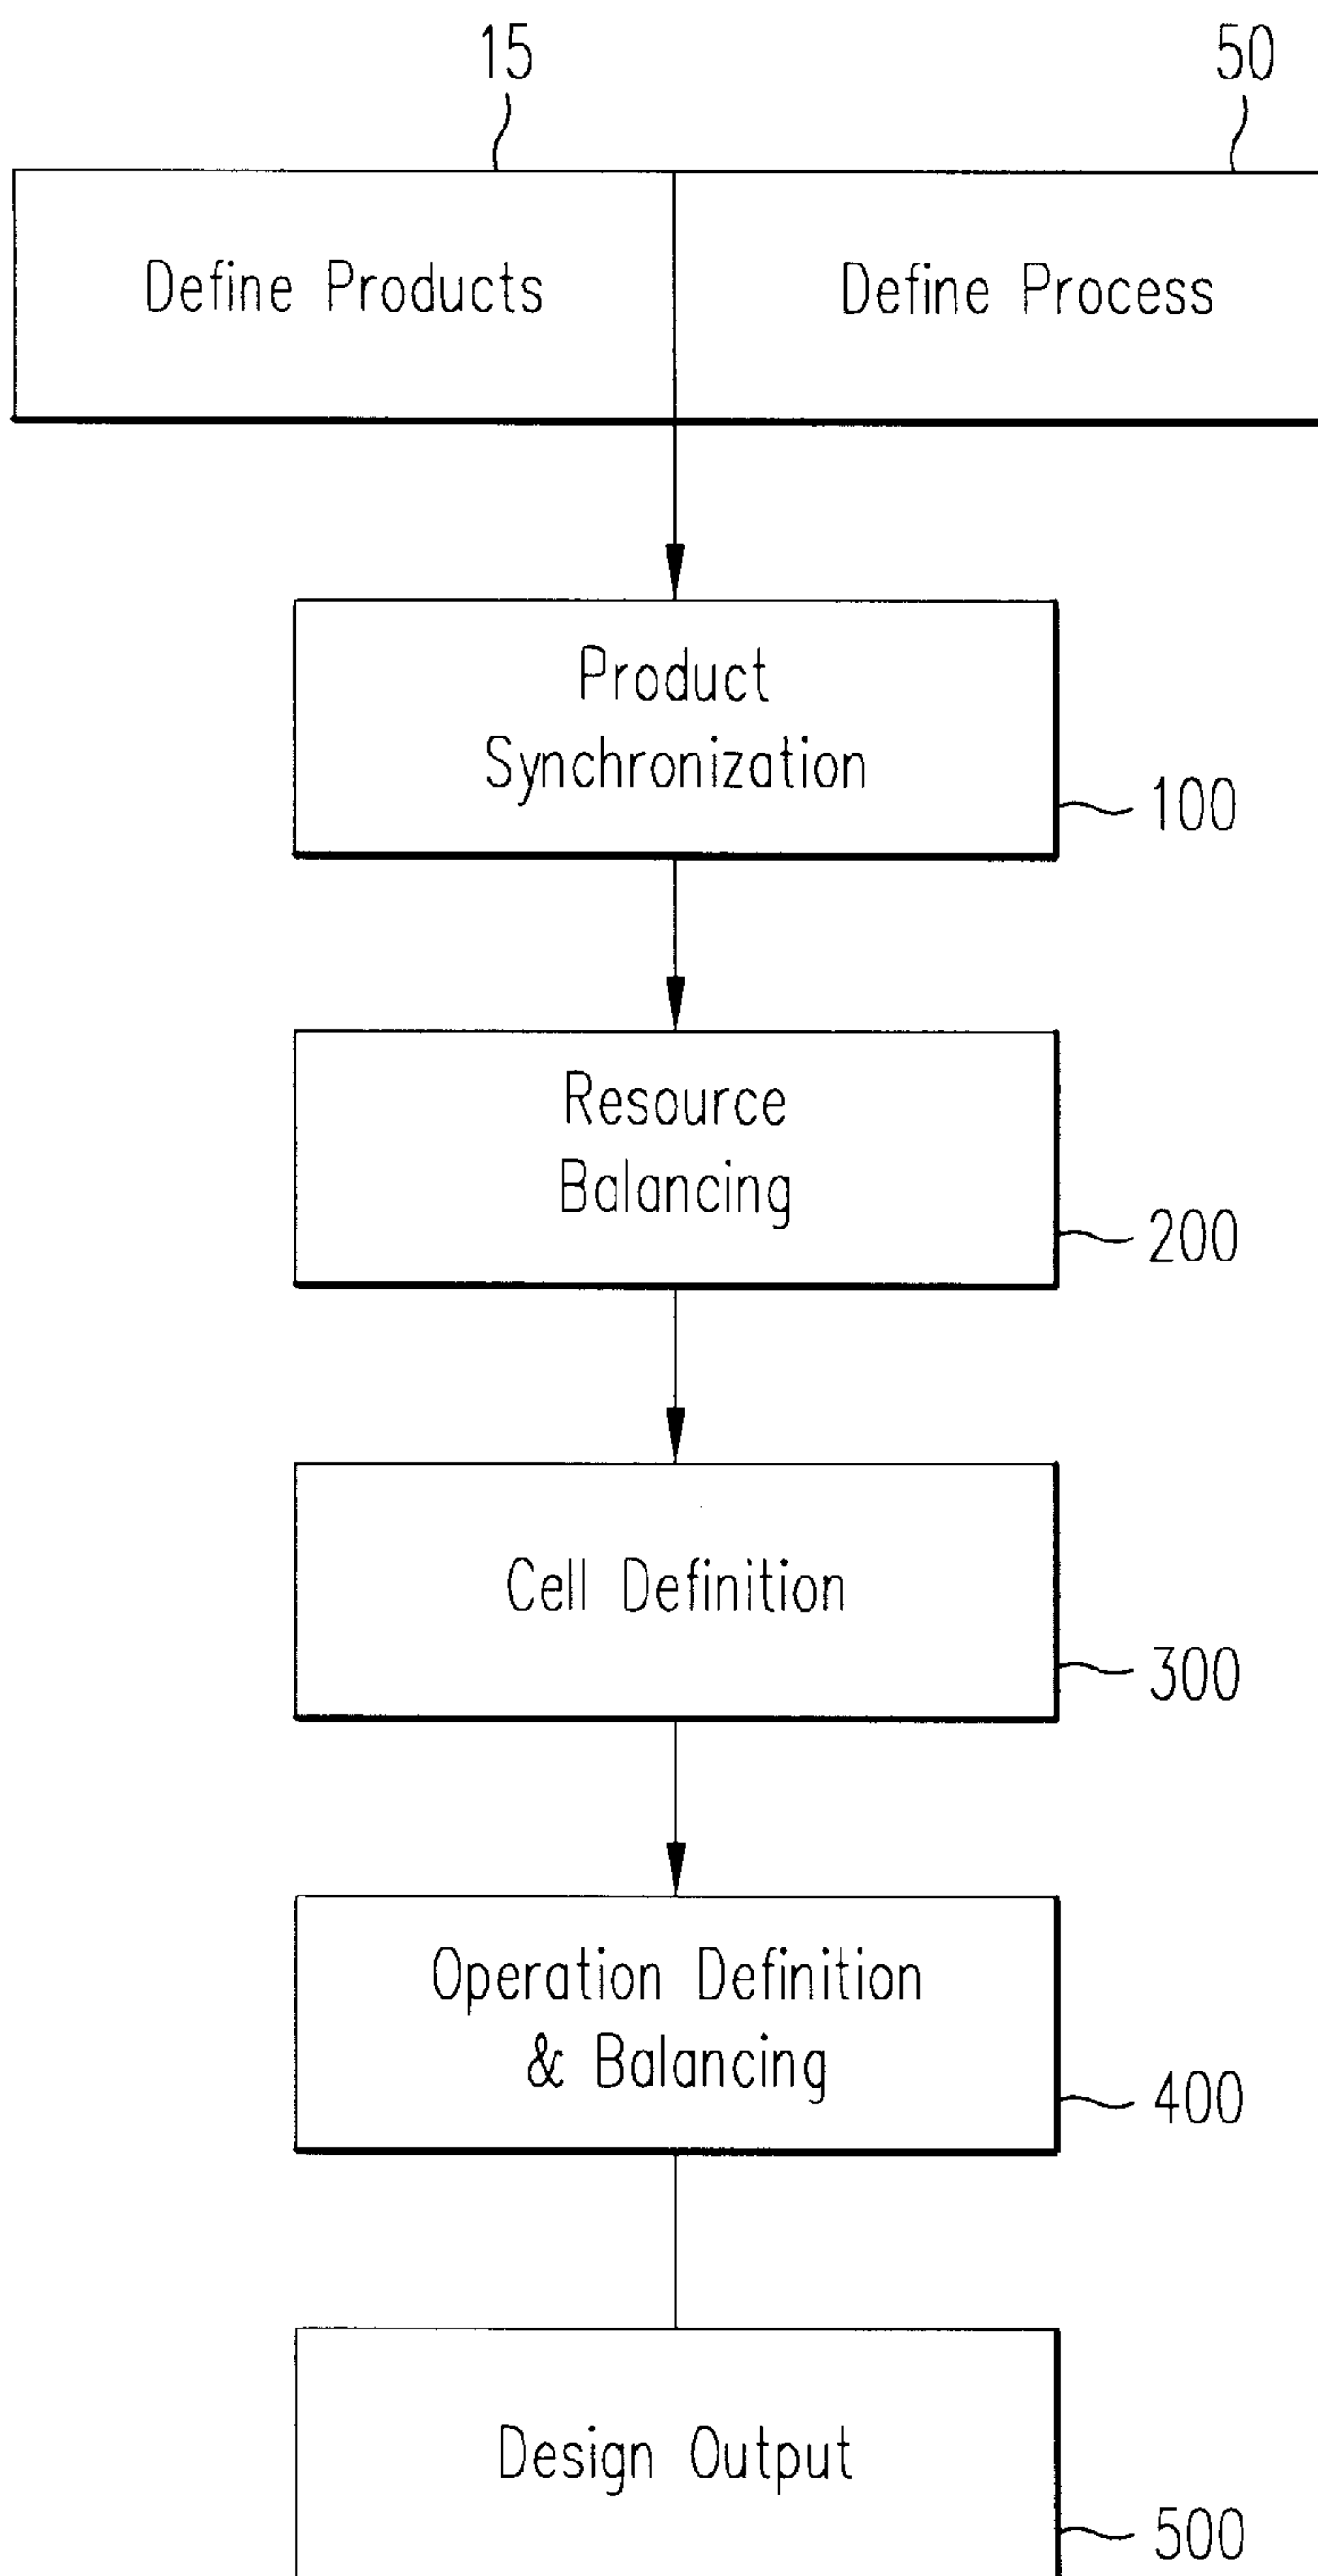 15
50
Define Products
Define Process
Product
Synchronization
100
Resource
Balancing
200
Cell Definition
300
Operation Definition
& Balancing
400
Design Output
500